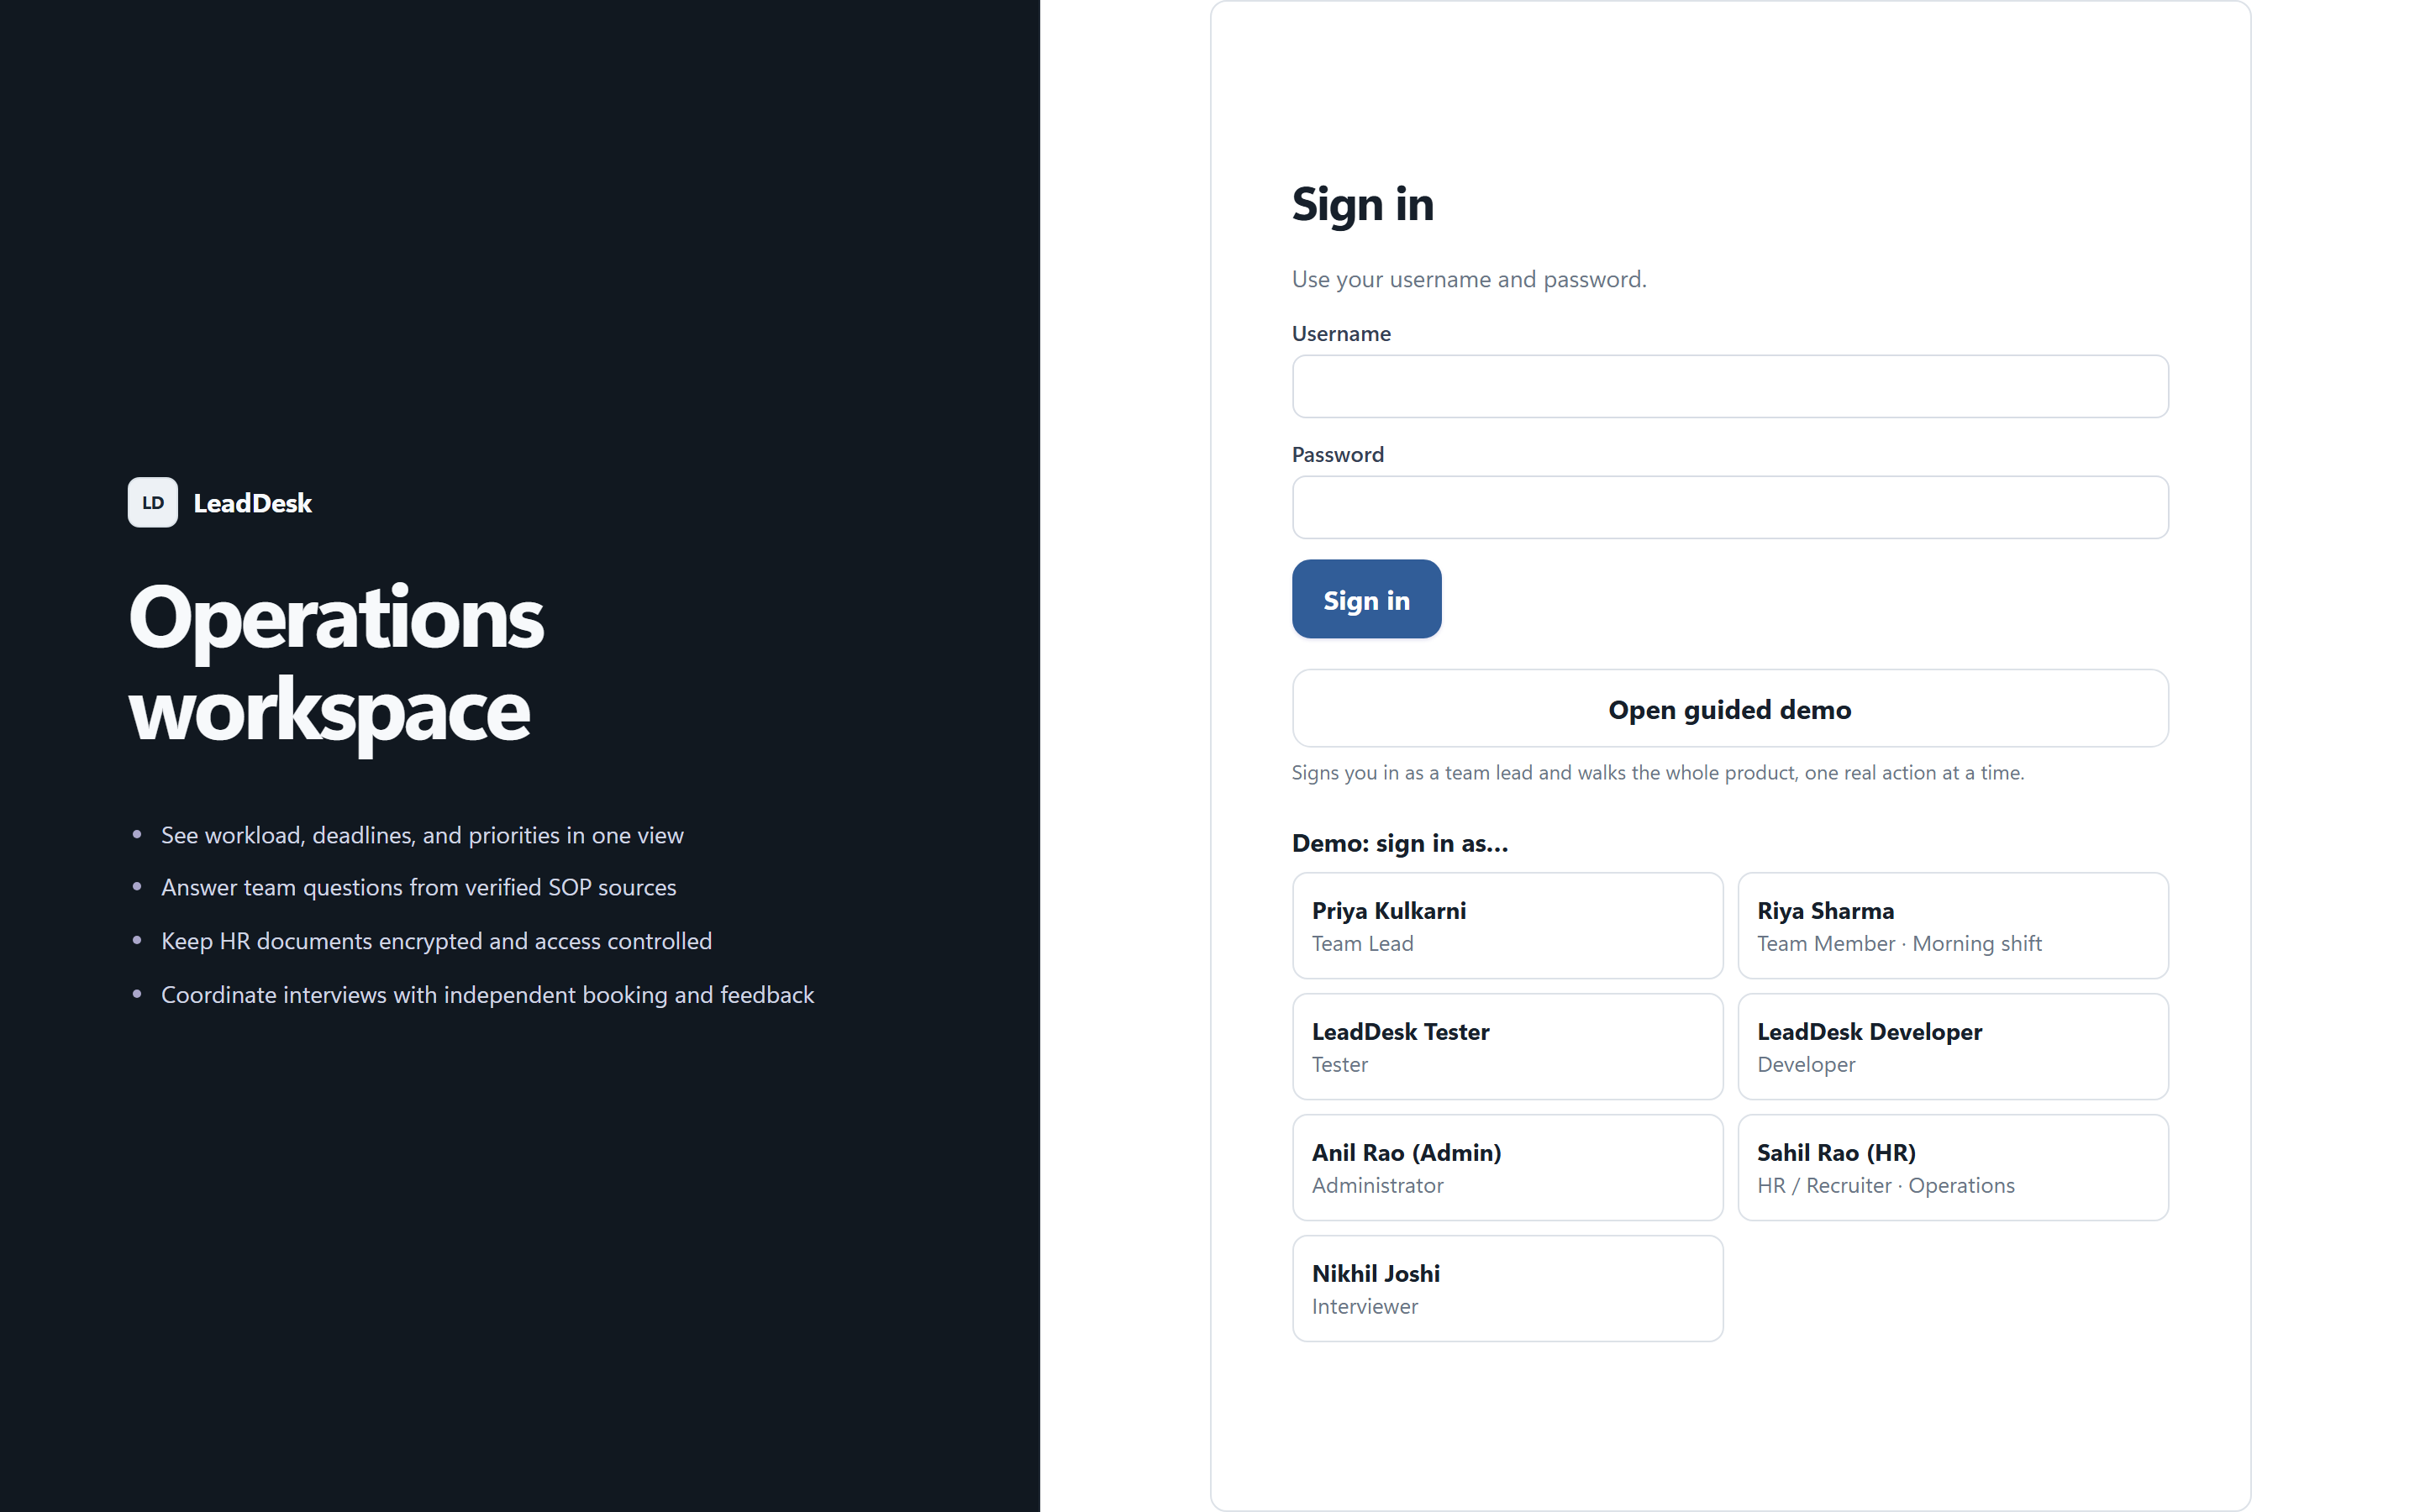 LD
LeadDesk
Operations
workspace
See workload, deadlines, and priorities in one view
Answer team questions from verified SOP sources
Keep HR documents encrypted and access controlled
Coordinate interviews with independent booking and feedback
Sign in
Use your username and password.
Username
Password
Sign in
Open guided demo
Signs you in as a team lead and walks the whole product, one real action at a time.
Demo: sign in as...
Priya Kulkarni
Team Lead
Riya Sharma
Team Member · Morning shift
LeadDesk Tester
Tester
LeadDesk Developer
Developer
Anil Rao (Admin)
Administrator
Sahil Rao (HR)
HR / Recruiter · Operations
Nikhil Joshi
Interviewer